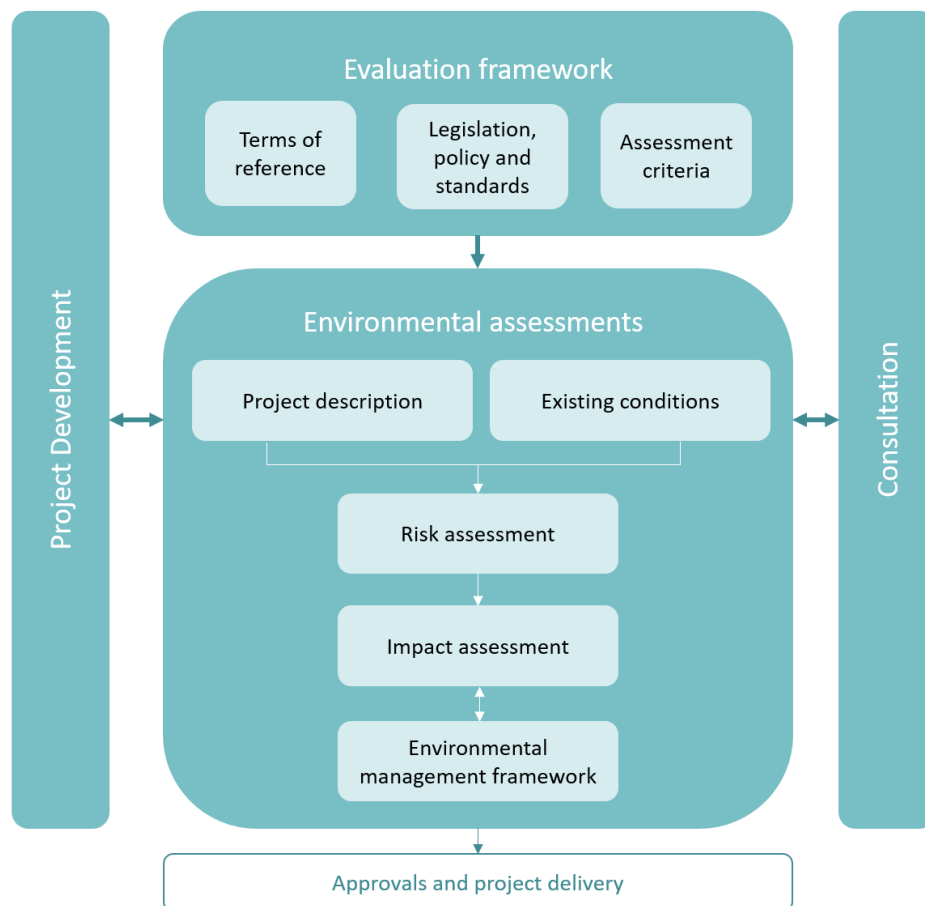 Evaluation framework
Terms of
reference
Legislation,
policy and
standards
Assessment
criteria
Project Development
Environmental assessments
Project description
Existing conditions
Risk assessment
Impact assessment
Environmental
management framework
Consultation
Approvals and project delivery